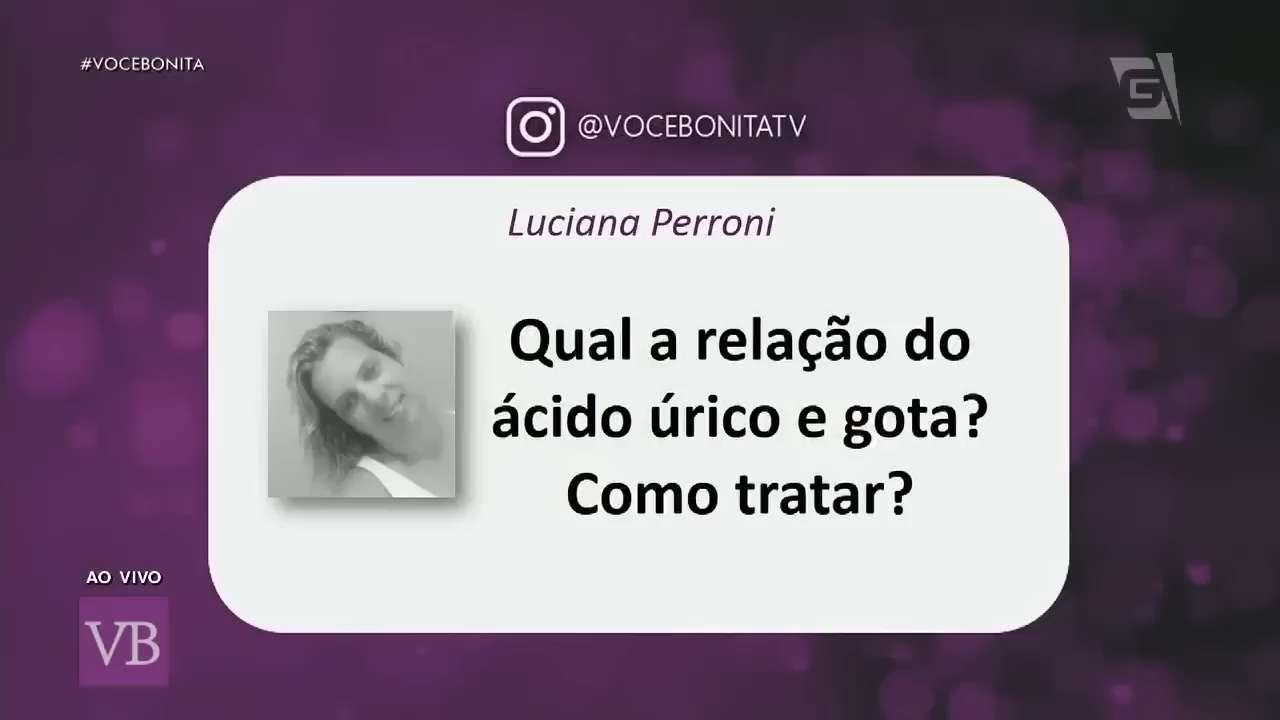 #VOCEBONITA
@VOCEBONITATV
Luciana Perroni
Qual a relação do
ácido úrico e gota?
Como tratar?
AO VIVO
VB